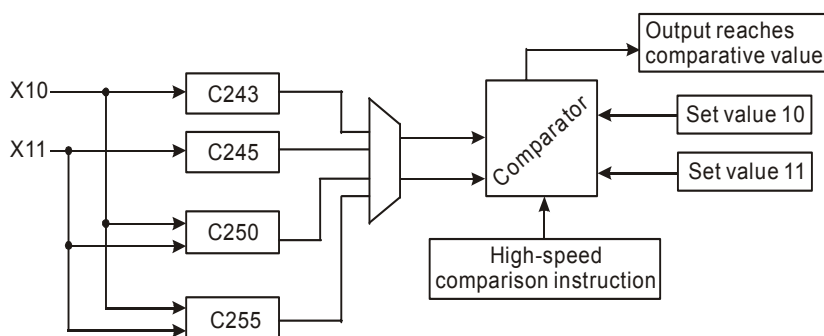 Output reaches
comparative value
X10
C243
Set value 10
X11
C245
Comparator
Set value 11
C250
High-speed
comparison instruction
C255